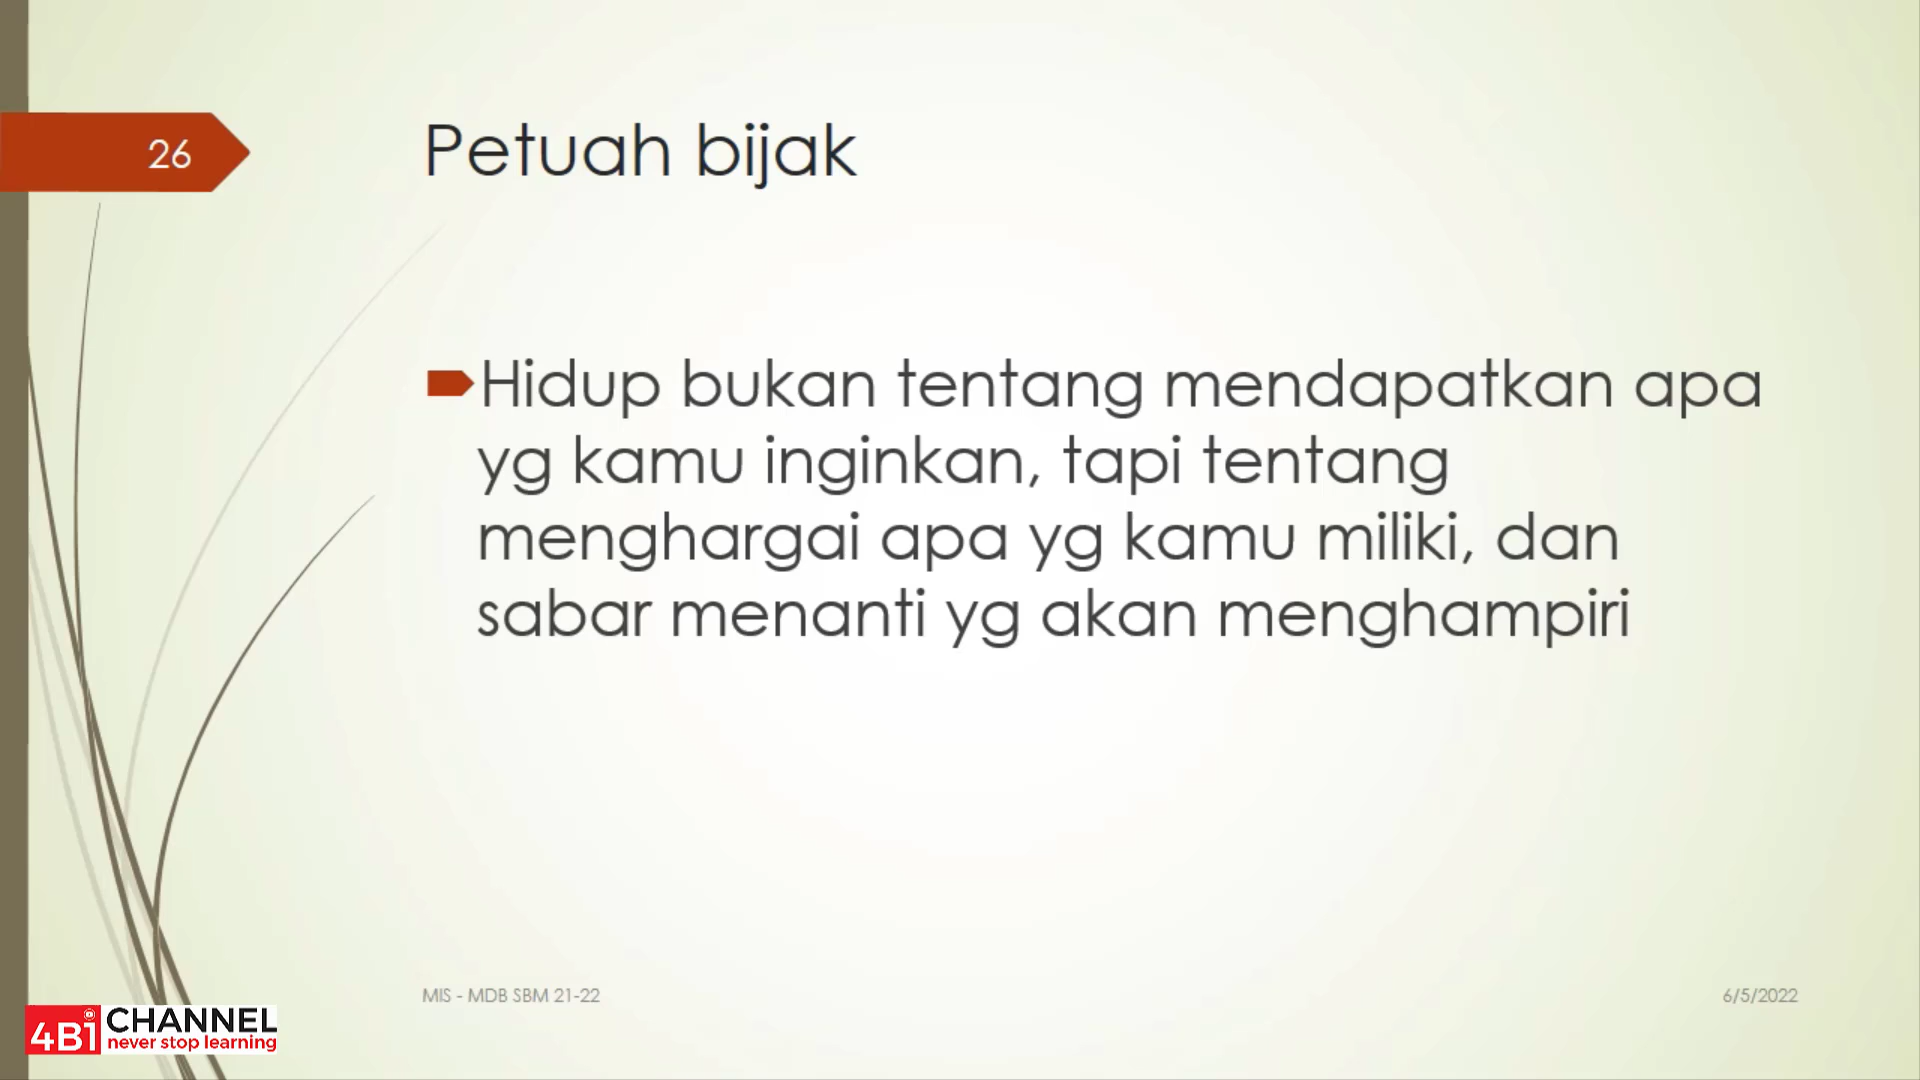 26
Petuah bijak
Hidup bukan tentang mendapatkan apa
yg kamu inginkan, tapi tentang
menghargai apa yg kamu miliki, dan
sabar menanti yg akan menghampiri
MIS - MDB SBM 21-22
6/5/2022
4Bi CHANNEL
never stop learning